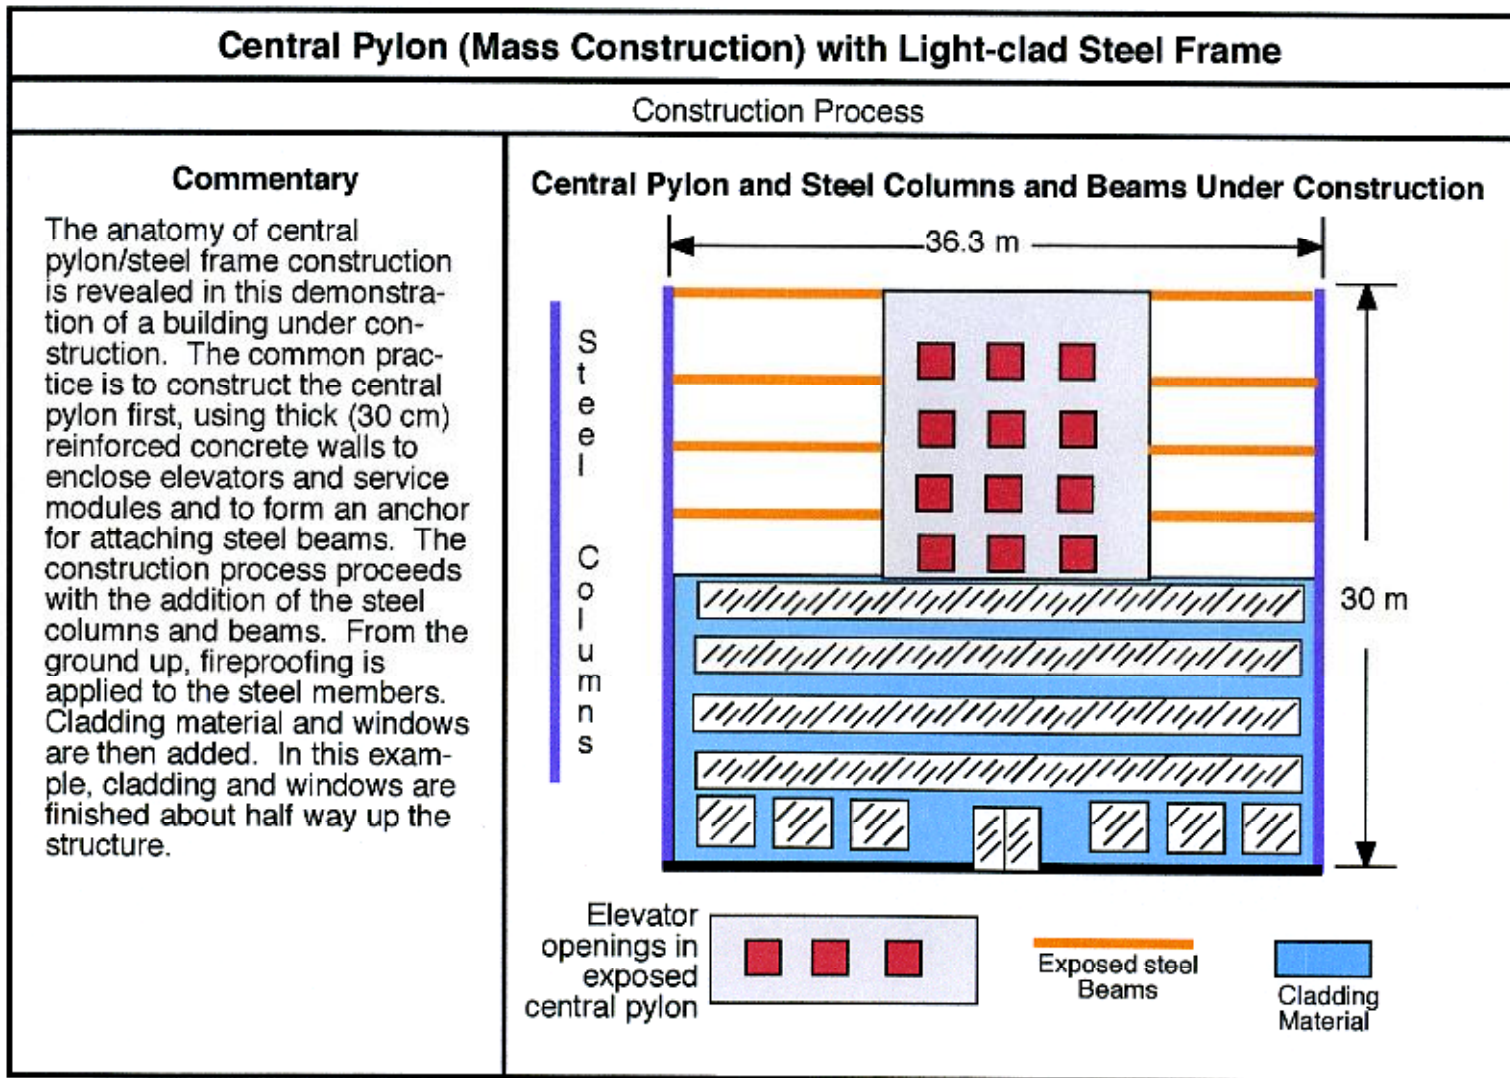 Central Pylon (Mass Construction) with Light-clad Steel Frame
Construction Process
Commentary
The anatomy of central
pylon/steel frame construction
is revealed in this demonstra-
tion of a building under con-
struction. The common prac-
tice is to construct the central
pylon first, using thick (30 cm)
reinforced concrete walls to
enclose elevators and service
modules and to form an anchor
for attaching steel beams. The
construction process proceeds
with the addition of the steel
columns and beams. From the
ground up, fireproofing is
applied to the steel members.
Cladding material and windows
are then added. In this exam-
ple, cladding and windows are
finished about half way up the
structure.
Central Pylon and Steel Columns and Beams Under Construction
36.3 m
Steel Columns
30 m
Elevator
openings in
exposed
central pylon
Exposed steel
Beams
Cladding
Material